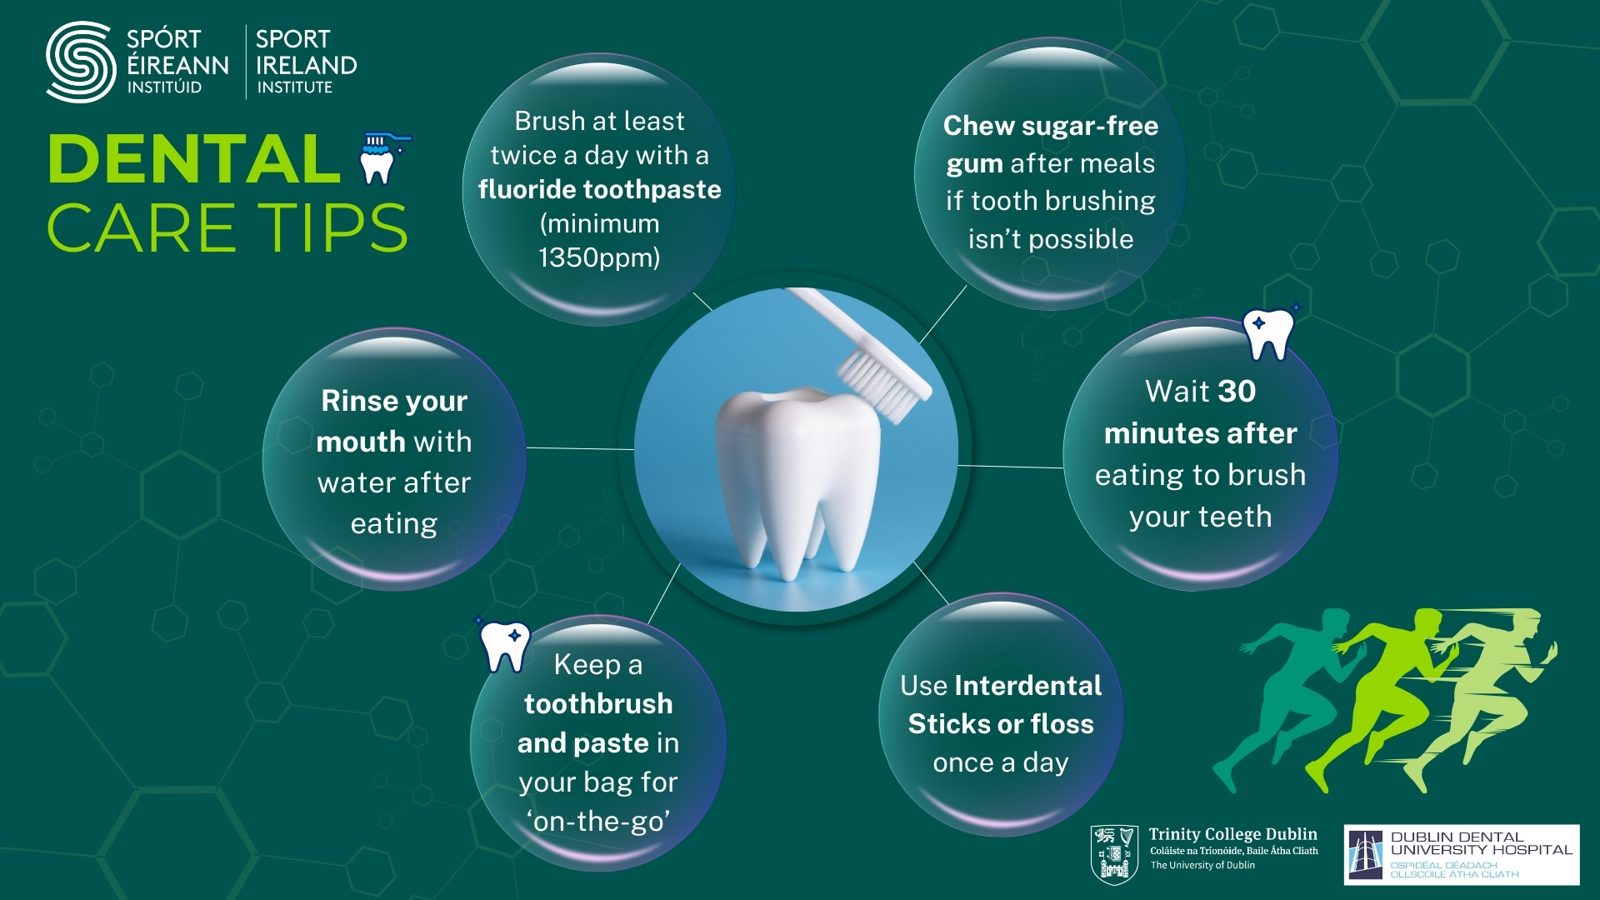 SPÓRT
ÉIREANN
INSTITIÚID
SPORT
IRELAND
INSTITUTE
DENTAL
CARE TIPS
Brush at least
twice a day with a
fluoride toothpaste
(minimum
1350ppm)
Chew sugar-free
gum after meals
if tooth brushing
isn't possible
Rinse your
mouth with
water after
eating
Wait 30
minutes after
eating to brush
your teeth
Keep a
toothbrush
and paste in
your bag for
‘on-the-go’
Use Interdental
Sticks or floss
once a day
Trinity College Dublin
Coláiste na Tríonóide, Baile Átha Cliath
The University of Dublin
DUBLIN DENTAL
UNIVERSITY HOSPITAL
OSPIDÉAL DÉADACH
OLLSCOILE ÁTHA CLIATH